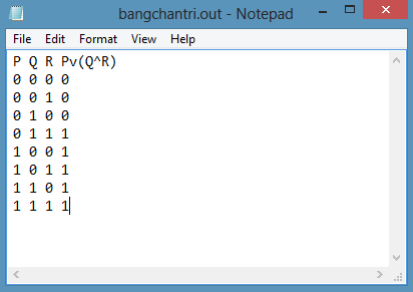 bangchantri.out - Notepad
File Edit Format View Help
P Q R Pv(Q^R)
0 0 0 0
0 0 1 0
0 1 0 0
0 1 1 1
1 0 0 1
1 0 1 1
1 1 0 1
1 1 1 1